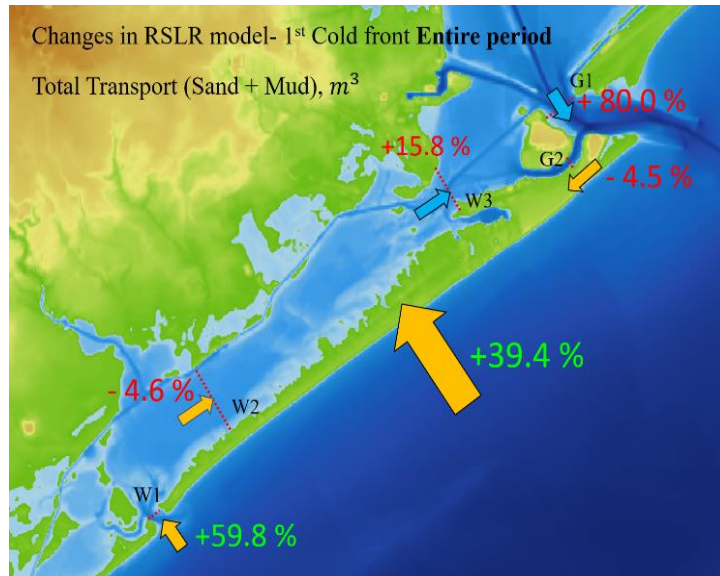 Changes in RSLR model- 1st Cold front Entire period
Total Transport (Sand + Mud), m³
G1
+ 80.0 %
+15.8 %
G2
- 4.5 %
W3
+39.4 %
- 4.6 %
W2
W1
+59.8 %